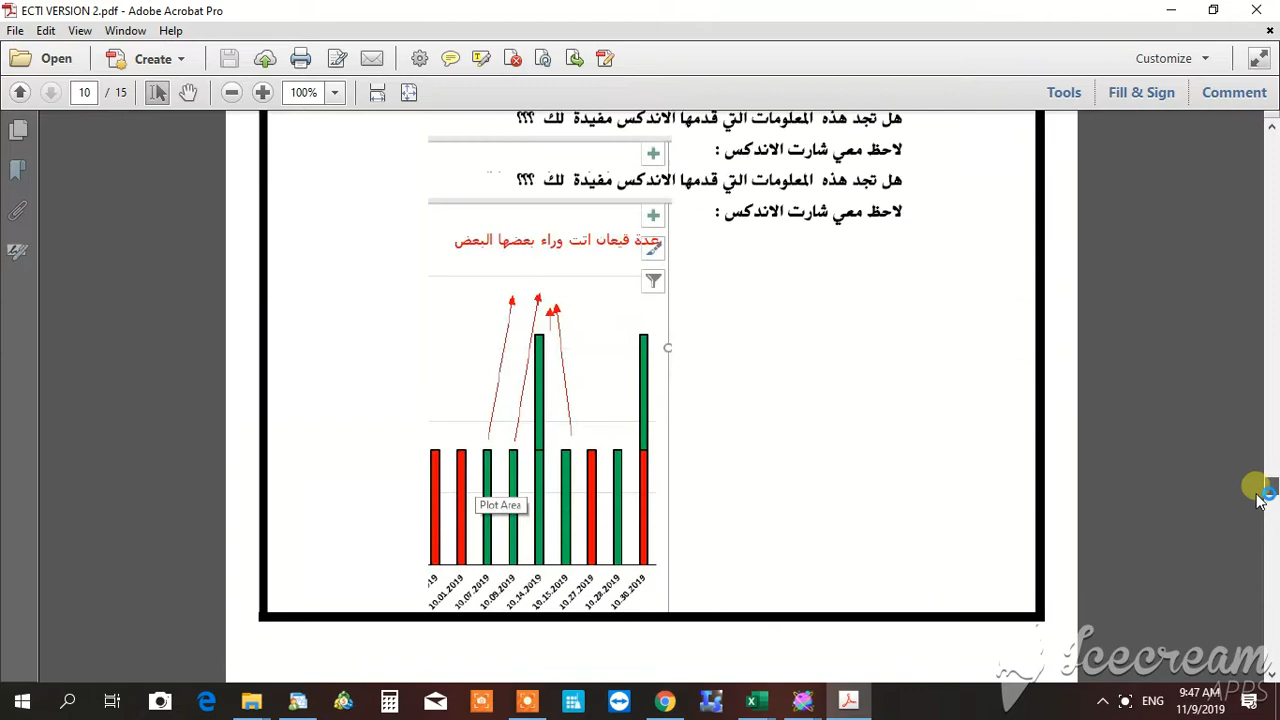 ECTI VERSION 2.pdf - Adobe Acrobat Pro
File Edit View Window Help
Open Create Customize
10 / 15 100% Tools Fill & Sign Comment
هل تجد هذه المعلومات التي قدمها الاندكس مفيدة لك ؟؟؟
لاحظ معي شارت الاندكس :
هل تجد هذه المعلومات التي قدمها الاندكس مفيدة لك ؟؟؟
لاحظ معي شارت الاندكس :
عدة قيعان اتت وراء بعضها البعض
Plot Area
10.01.2019 10.07.2019 10.09.2019 10.14.2019 10.15.2019 10.27.2019 10.28.2019 10.30.2019
Icecream
APPS
ENG
9:47 AM
11/9/2019